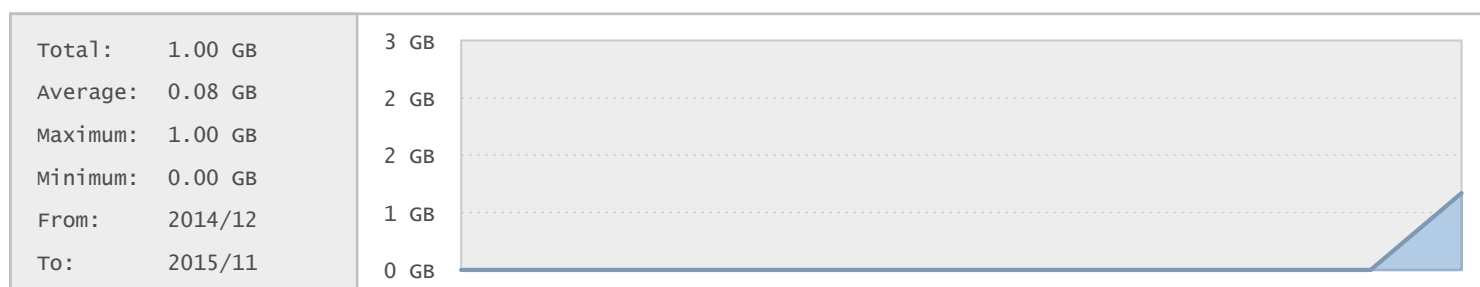 Total: 1.00 GB
Average: 0.08 GB
Maximum: 1.00 GB
Minimum: 0.00 GB
From: 2014/12
To: 2015/11
3 GB
2 GB
2 GB
1 GB
0 GB